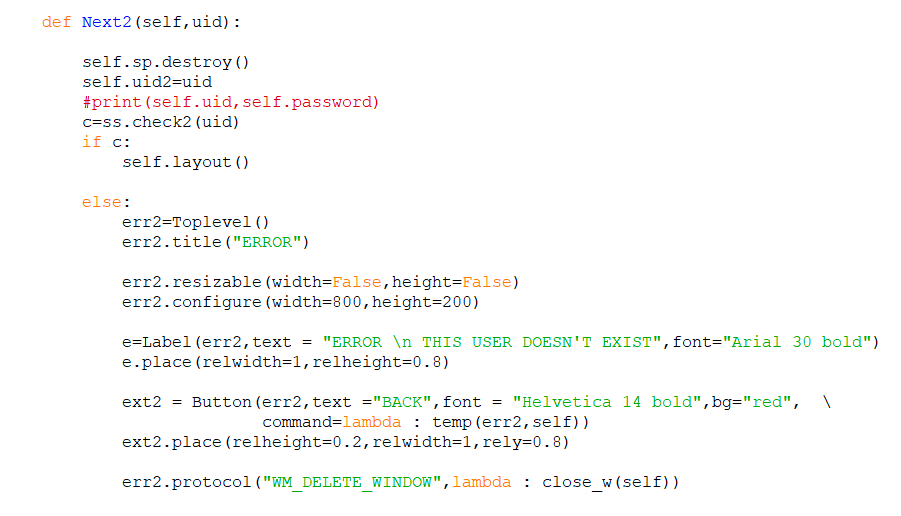 def Next2(self,uid):
self.sp.destroy()
self.uid2=uid
#print(self.uid,self.password)
c=ss.check2(uid)
if c:
self.layout()
else:
err2=Toplevel()
err2.title("ERROR")
err2.resizable(width=False,height=False)
err2.configure(width=800,height=200)
e=Label(err2,text = "ERROR \n THIS USER DOESN'T EXIST",font="Arial 30 bold")
e.place(relwidth=1,relheight=0.8)
ext2 = Button(err2,text ="BACK",font = "Helvetica 14 bold",bg="red",  \
command=lambda : temp(err2,self))
ext2.place(relheight=0.2,relwidth=1,rely=0.8)
err2.protocol("WM_DELETE_WINDOW",lambda : close_w(self))